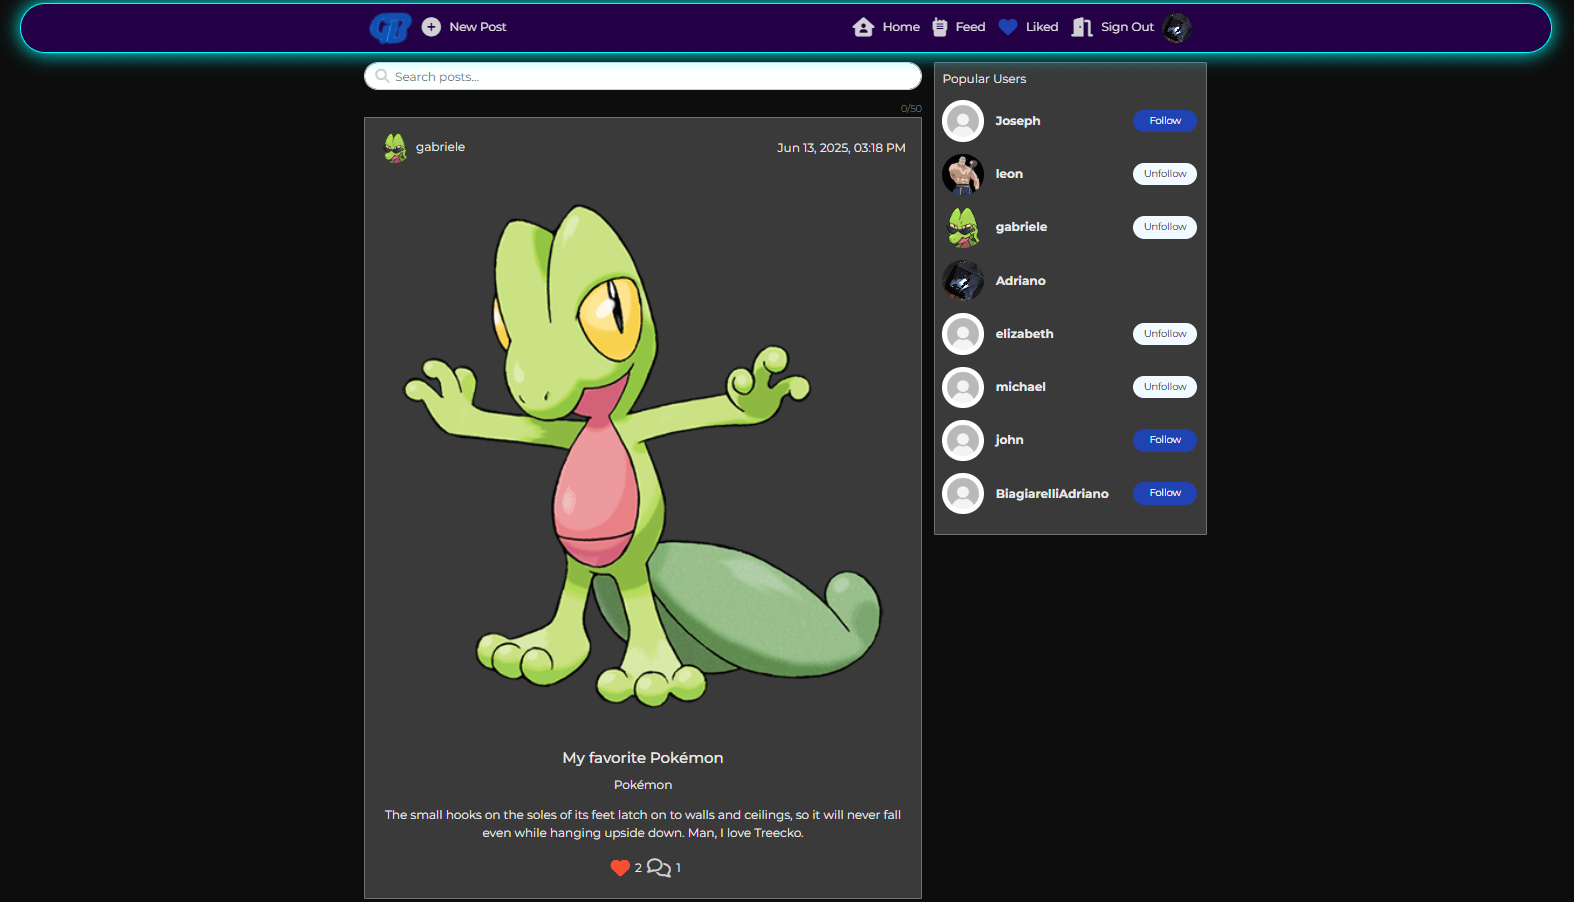 GB
New Post
Home
Feed
Liked
Sign Out
Search posts...
0/50
gabriele
Jun 13, 2025, 03:18 PM
My favorite Pokémon
Pokémon
The small hooks on the soles of its feet latch on to walls and ceilings, so it will never fall
even while hanging upside down. Man, I love Treecko.
2
1
Popular Users
Joseph
Follow
leon
Unfollow
gabriele
Unfollow
Adriano
elizabeth
Unfollow
michael
Unfollow
john
Follow
BiagiarelliAdriano
Follow